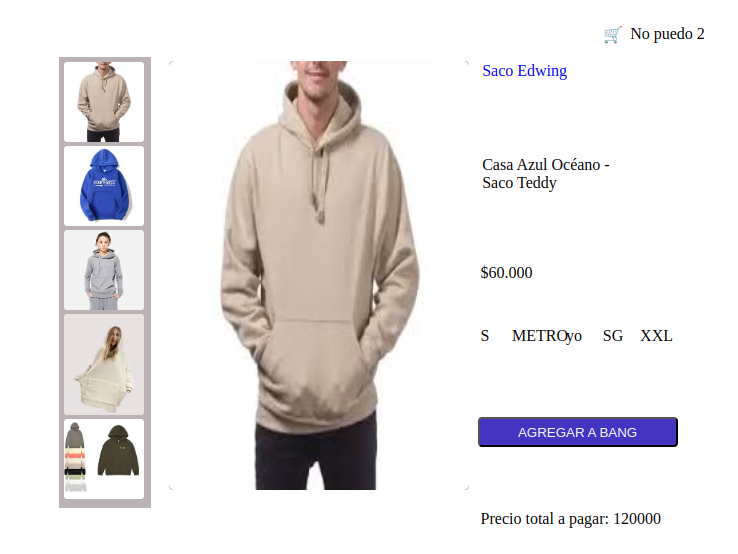 No puedo 2
Saco Edwing
Casa Azul Océano -
Saco Teddy
$60.000
S METROyo SG XXL
AGREGAR A BANG
Precio total a pagar: 120000